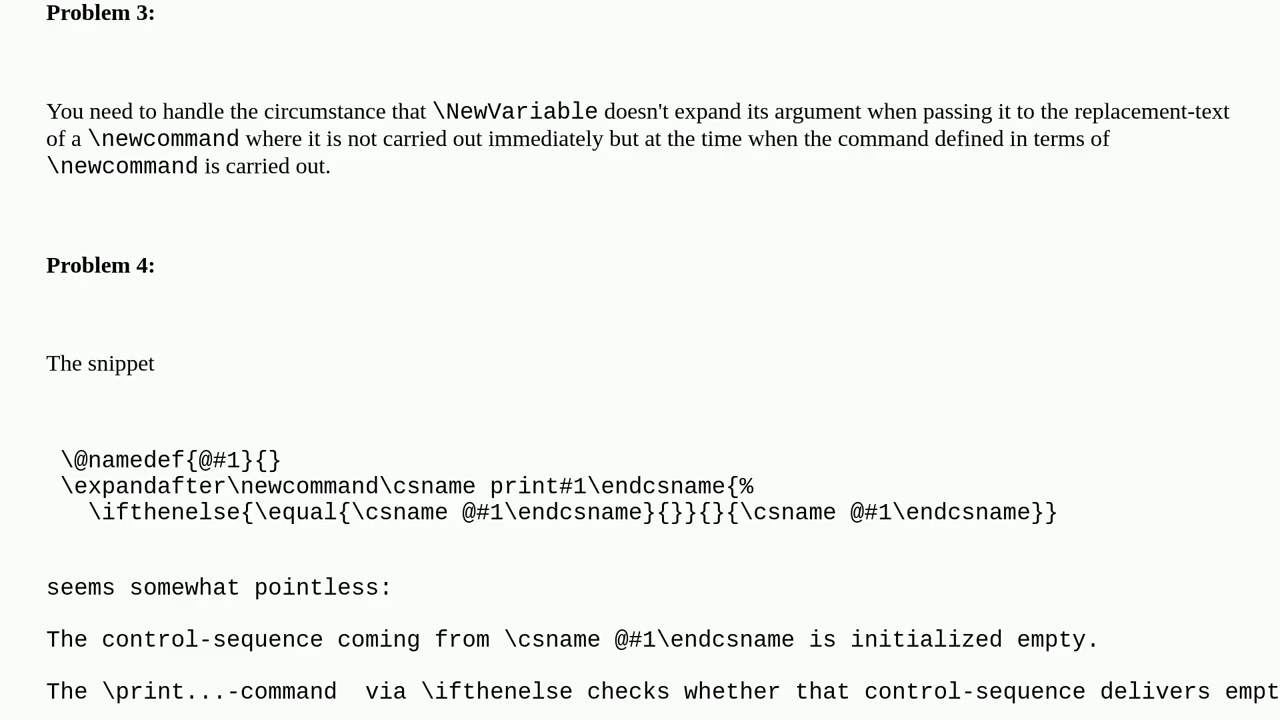 Problem 3:
You need to handle the circumstance that \NewVariable doesn't expand its argument when passing it to the replacement-text
of a \newcommand where it is not carried out immediately but at the time when the command defined in terms of
\newcommand is carried out.
Problem 4:
The snippet
\@namedef{@#1}{}
\expandafter\newcommand\csname print#1\endcsname{%
\ifthenelse{\equal{\csname @#1\endcsname}{}}{}{\csname @#1\endcsname}}
seems somewhat pointless:
The control-sequence coming from \csname @#1\endcsname is initialized empty.
The \print...-command  via \ifthenelse checks whether that control-sequence delivers